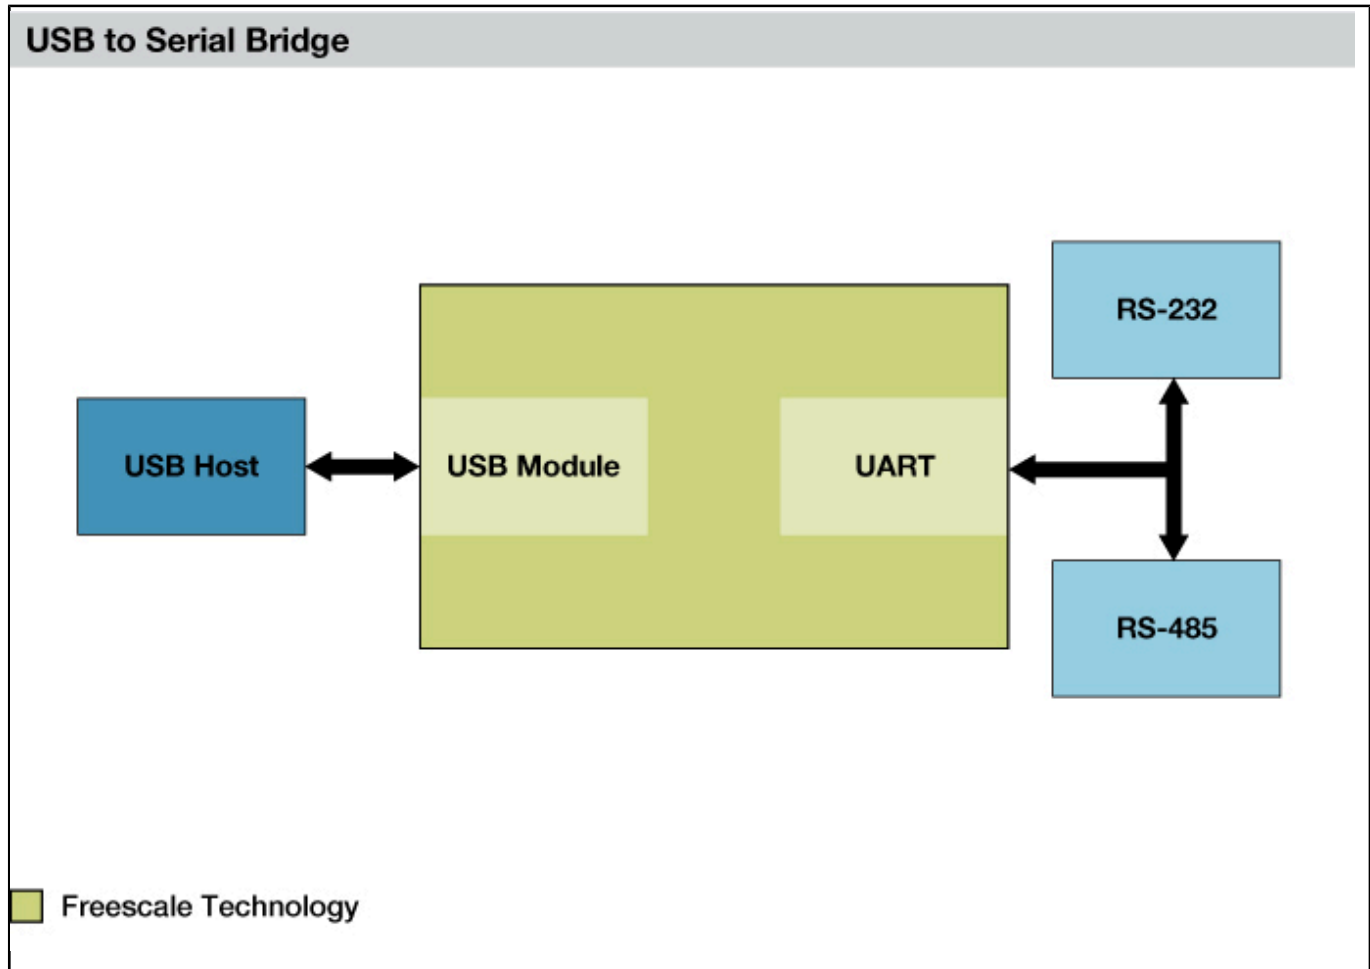 USB to Serial Bridge
RS-232
USB Host
USB Module
UART
RS-485
Freescale Technology